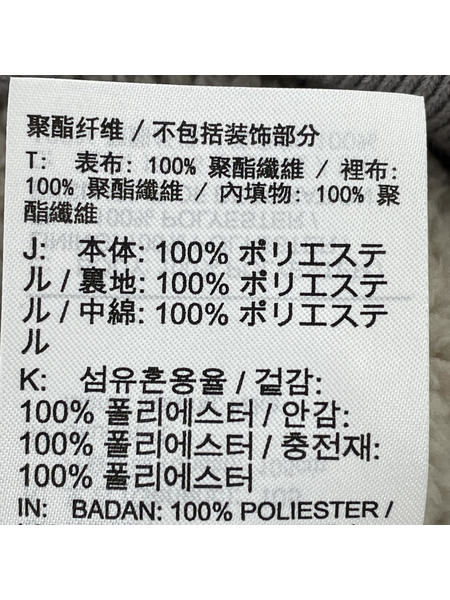 聚酯纤维 / 不包括装饰部分
T: 表布: 100% 聚酯纖維 / 裡布:
100% 聚酯纖維 / 內填物: 100% 聚
酯纖維
J: 本体: 100% ポリエステ
ル / 裏地: 100% ポリエステ
ル / 中綿: 100% ポリエステ
ル
K: 섬유혼용율 / 겉감:
100% 폴리에스터 / 안감:
100% 폴리에스터 / 충전재:
100% 폴리에스터
IN: BADAN: 100% POLIESTER /